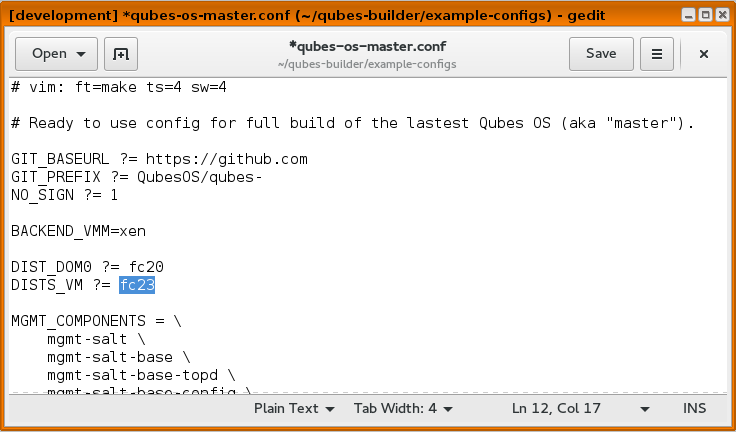 [development] *qubes-os-master.conf (~/qubes-builder/example-configs) - gedit
Open
*qubes-os-master.conf
~/qubes-builder/example-configs
Save
# vim: ft=make ts=4 sw=4
# Ready to use config for full build of the lastest Qubes OS (aka "master").
GIT_BASEURL ?= https://github.com
GIT_PREFIX ?= QubesOS/qubes-
NO_SIGN ?= 1
BACKEND_VMM=xen
DIST_DOM0 ?= fc20
DISTS_VM ?= fc23
MGMT_COMPONENTS = \
mgmt-salt \
mgmt-salt-base \
mgmt-salt-base-topd \
mgmt-salt-base-config \
Plain Text Tab Width: 4 Ln 12, Col 17 INS